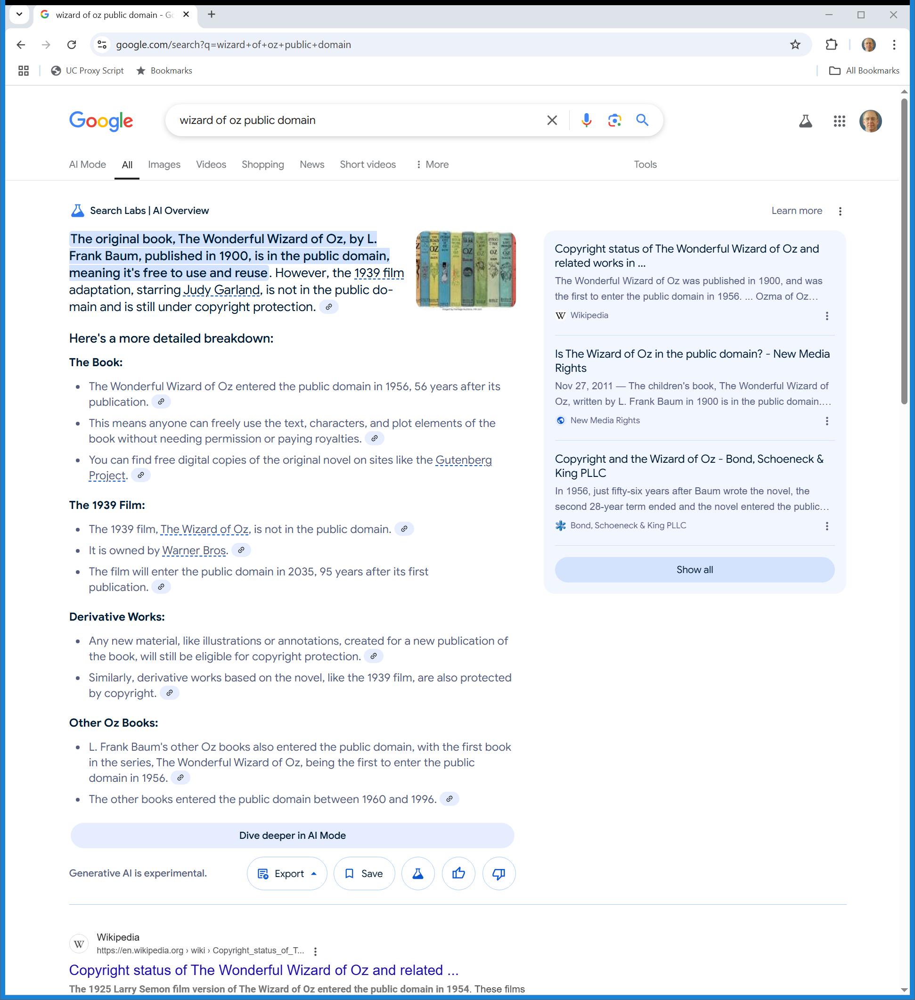 wizard of oz public domain - Go
google.com/search?q=wizard+of+oz+public+domain
UC Proxy Script
Bookmarks
All Bookmarks
Google
wizard of oz public domain
AI Mode
All
Images
Videos
Shopping
News
Short videos
More
Tools
Search Labs | AI Overview
Learn more
The original book, The Wonderful Wizard of Oz, by L.
Frank Baum, published in 1900, is in the public domain,
meaning it's free to use and reuse. However, the 1939 film
adaptation, starring Judy Garland, is not in the public do-
main and is still under copyright protection.
Here's a more detailed breakdown:
The Book:
The Wonderful Wizard of Oz entered the public domain in 1956, 56 years after its
publication.
This means anyone can freely use the text, characters, and plot elements of the
book without needing permission or paying royalties.
You can find free digital copies of the original novel on sites like the Gutenberg
Project.
The 1939 Film:
The 1939 film, The Wizard of Oz, is not in the public domain.
It is owned by Warner Bros.
The film will enter the public domain in 2035, 95 years after its first
publication.
Derivative Works:
Any new material, like illustrations or annotations, created for a new publication of
the book, will still be eligible for copyright protection.
Similarly, derivative works based on the novel, like the 1939 film, are also protected
by copyright.
Other Oz Books:
L. Frank Baum's other Oz books also entered the public domain, with the first book
in the series, The Wonderful Wizard of Oz, being the first to enter the public
domain in 1956.
The other books entered the public domain between 1960 and 1996.
Dive deeper in AI Mode
Generative AI is experimental.
Export
Save
Copyright status of The Wonderful Wizard of Oz and
related works in ...
The Wonderful Wizard of Oz was published in 1900, and was
the first to enter the public domain in 1956. ... Ozma of Oz…
W Wikipedia
Is The Wizard of Oz in the public domain? - New Media
Rights
Nov 27, 2011 — The children's book, The Wonderful Wizard of
Oz, written by L. Frank Baum in 1900 is in the public domain.…
New Media Rights
Copyright and the Wizard of Oz - Bond, Schoeneck &
King PLLC
In 1956, just fifty-six years after Baum wrote the novel, the
second 28-year term ended and the novel entered the public…
Bond, Schoeneck & King PLLC
Show all
W
Wikipedia
https://en.wikipedia.org › wiki › Copyright_status_of_T...
Copyright status of The Wonderful Wizard of Oz and related ...
The 1925 Larry Semon film version of The Wizard of Oz entered the public domain in 1954. These films